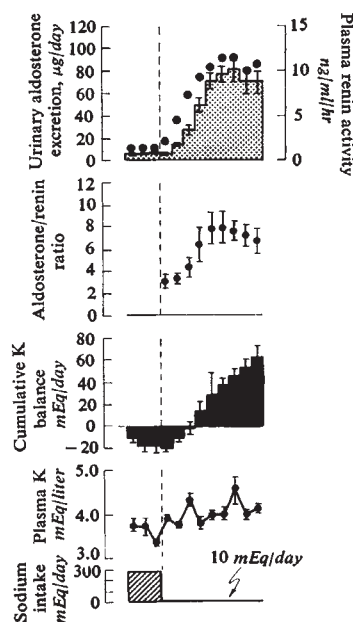 Urinary aldosterone
excretion, µg/day
120
100
80
60
40
20
0
15
10
5
0
Plasma renin activity
ng/ml/hr
Aldosterone/renin
ratio
12
10
8
6
4
2
0
Cumulative K
balance
mEq/day
80
60
40
20
0
−
20
Plasma K
mEq/liter
5.0
4.0
3.0
Sodium
intake
mEq/day
300
0
10 mEq/day